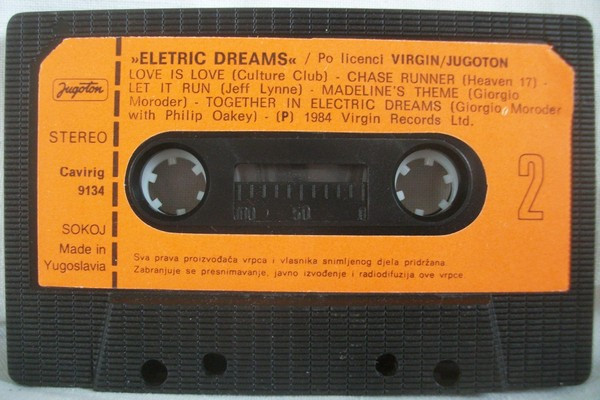 »ELETRIC DREAMS« / Po licenci VIRGIN/JUGOTON
LOVE IS LOVE (Culture Club) - CHASE RUNNER (Heaven 17) -
LET IT RUN (Jeff Lynne) - MADELINE'S THEME (Giorgio
Moroder) - TOGETHER IN ELECTRIC DREAMS (Giorgio Moroder
with Philip Oakey) - (P) 1984 Virgin Records Ltd.
Jugoton
STEREO
Cavirig
9134
SOKOJ
Made in
Yugoslavia
2
100 50 0
Sva prava proizvođača vrpca i vlasnika snimljenog djela pridržana.
Zabranjuje se presnimavanje, javno izvođenje i radiodifuzija ove vrpce.